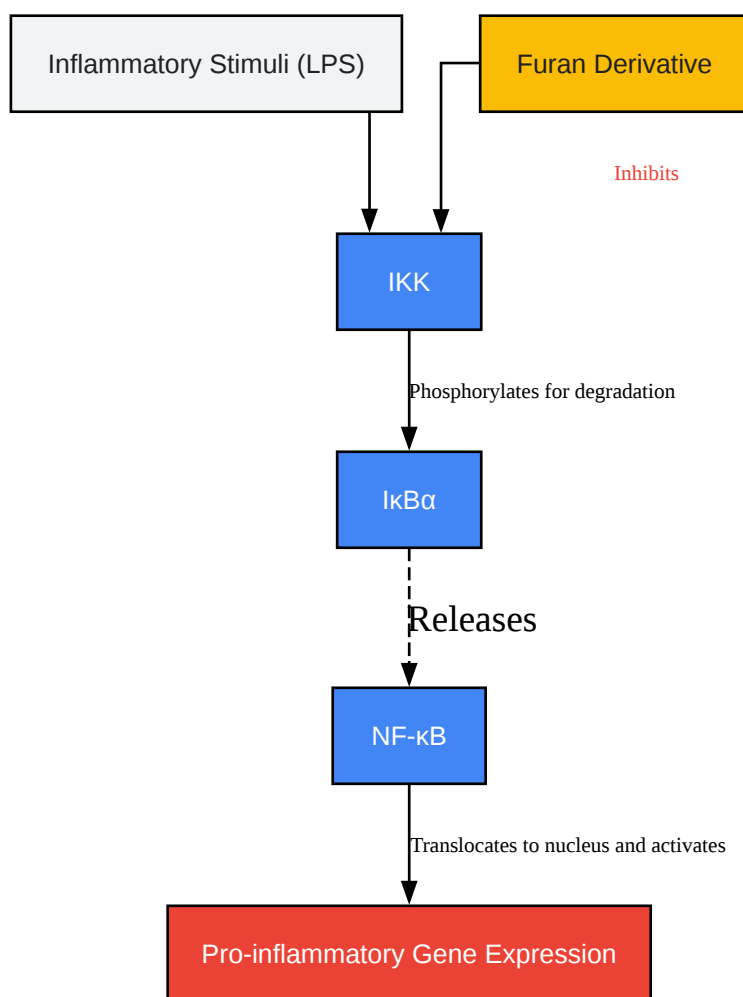 Inflammatory Stimuli (LPS)
Furan Derivative
Inhibits
IKK
Phosphorylates for degradation
IκBα
Releases
NF-κB
Translocates to nucleus and activates
Pro-inflammatory Gene Expression